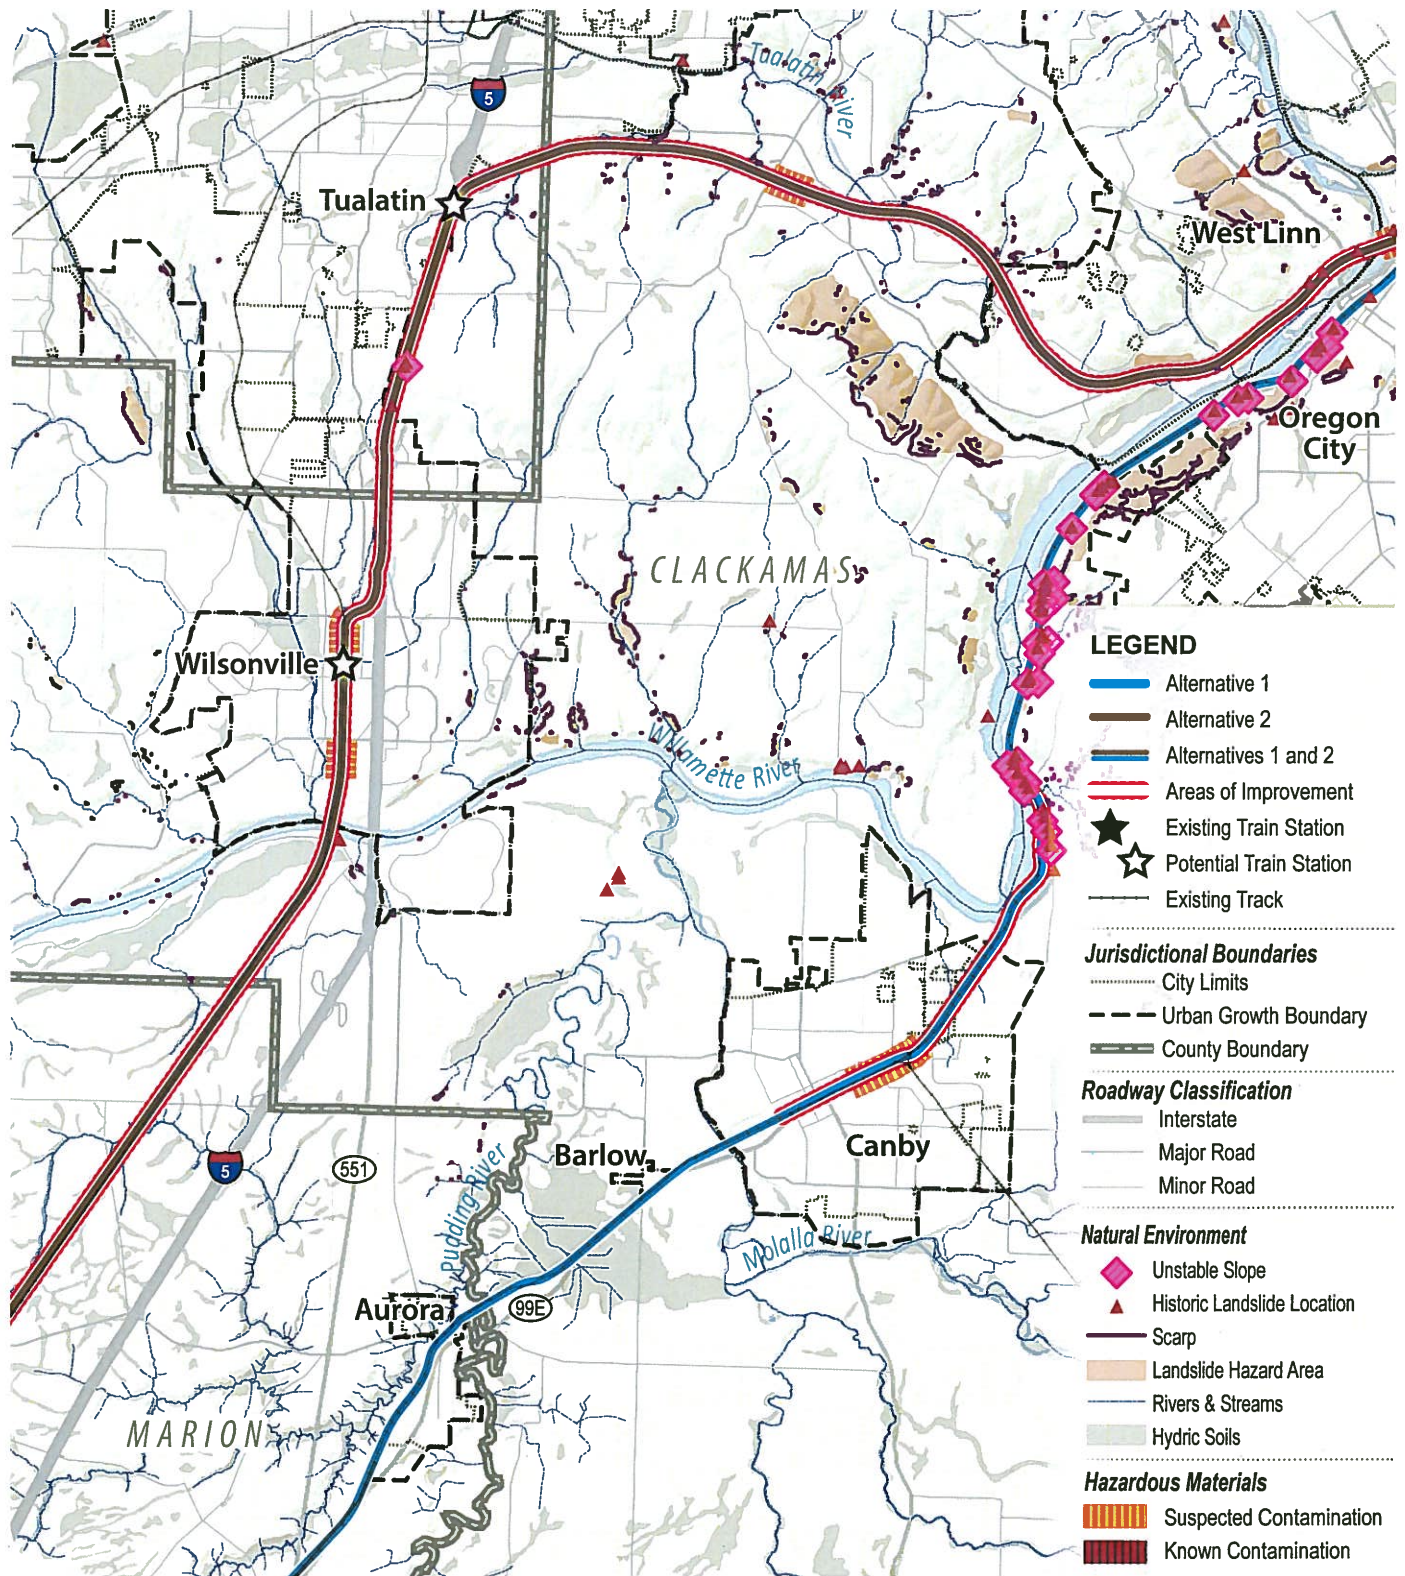 Tualatin
River
5
Tualatin
West Linn
Oregon
City
CLACKAMAS
Wilsonville
Willamette River
551
5
Barlow
Canby
Pudding River
Molalla River
Aurora
99E
MARION
LEGEND
Alternative 1
Alternative 2
Alternatives 1 and 2
Areas of Improvement
Existing Train Station
Potential Train Station
Existing Track
Jurisdictional Boundaries
City Limits
Urban Growth Boundary
County Boundary
Roadway Classification
Interstate
Major Road
Minor Road
Natural Environment
Unstable Slope
Historic Landslide Location
Scarp
Landslide Hazard Area
Rivers & Streams
Hydric Soils
Hazardous Materials
Suspected Contamination
Known Contamination